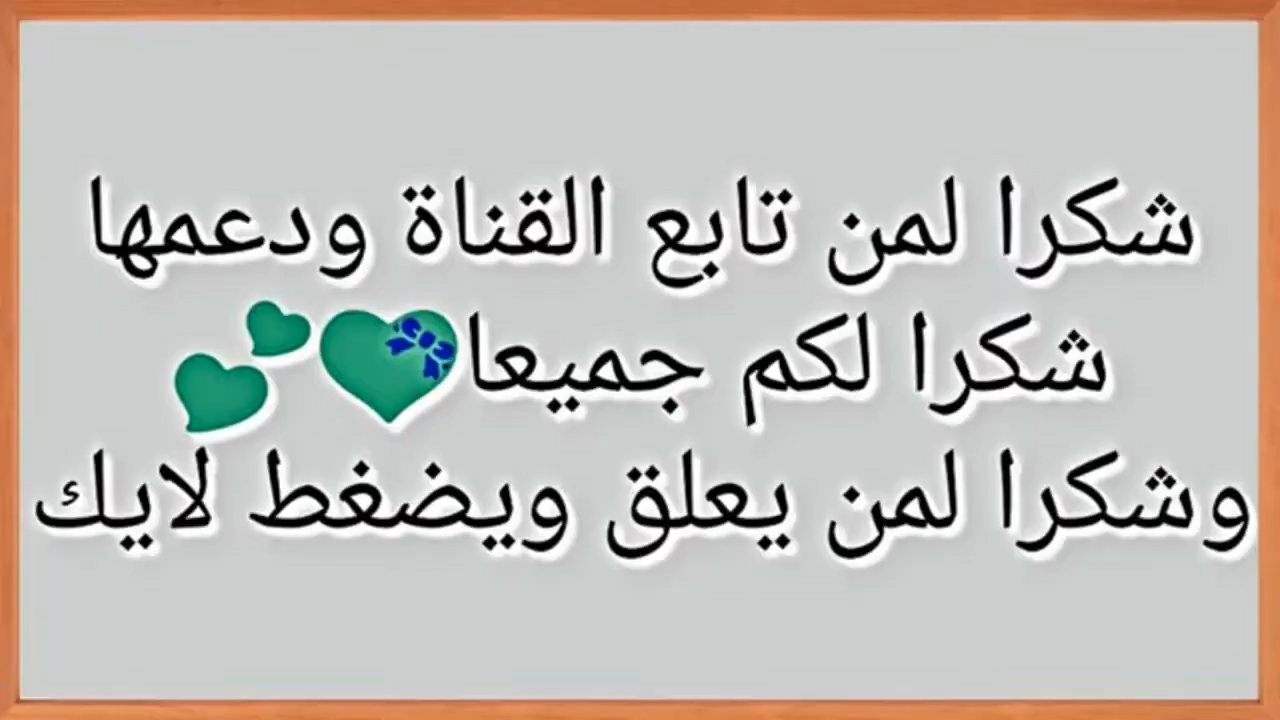 شكرا لمن تابع القناة ودعمها
شكرا لكم جميعا💝💕
وشكرا لمن يعلق ويضغط لايك